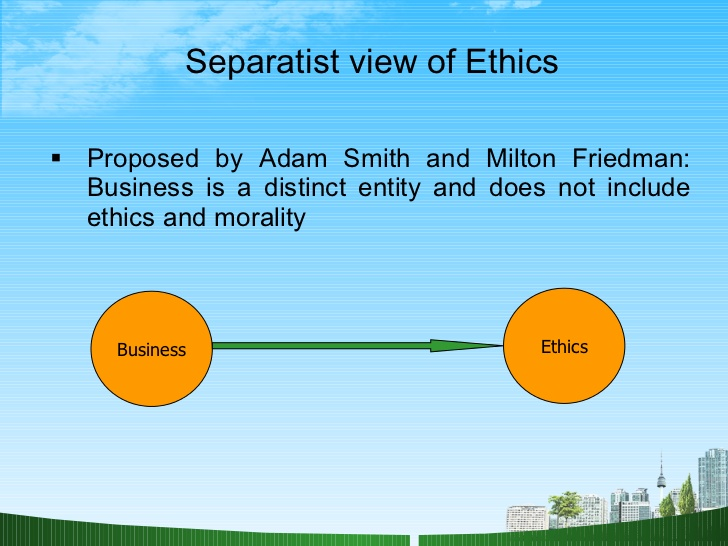 Separatist view of Ethics
▪ Proposed by Adam Smith and Milton Friedman:
Business is a distinct entity and does not include
ethics and morality
Business
Ethics